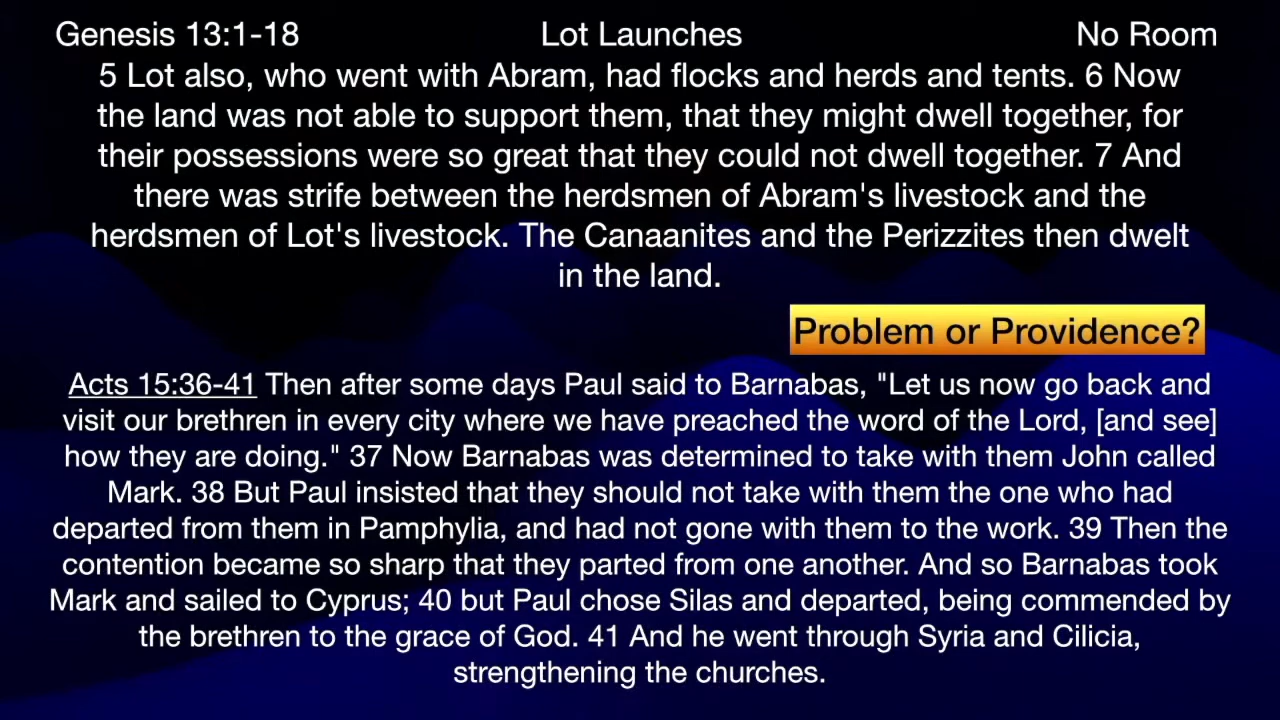 Genesis 13:1-18 Lot Launches No Room
5 Lot also, who went with Abram, had flocks and herds and tents. 6 Now
the land was not able to support them, that they might dwell together, for
their possessions were so great that they could not dwell together. 7 And
there was strife between the herdsmen of Abram's livestock and the
herdsmen of Lot's livestock. The Canaanites and the Perizzites then dwelt
in the land.
Problem or Providence?
Acts 15:36-41 Then after some days Paul said to Barnabas, "Let us now go back and
visit our brethren in every city where we have preached the word of the Lord, [and see]
how they are doing." 37 Now Barnabas was determined to take with them John called
Mark. 38 But Paul insisted that they should not take with them the one who had
departed from them in Pamphylia, and had not gone with them to the work. 39 Then the
contention became so sharp that they parted from one another. And so Barnabas took
Mark and sailed to Cyprus; 40 but Paul chose Silas and departed, being commended by
the brethren to the grace of God. 41 And he went through Syria and Cilicia,
strengthening the churches.